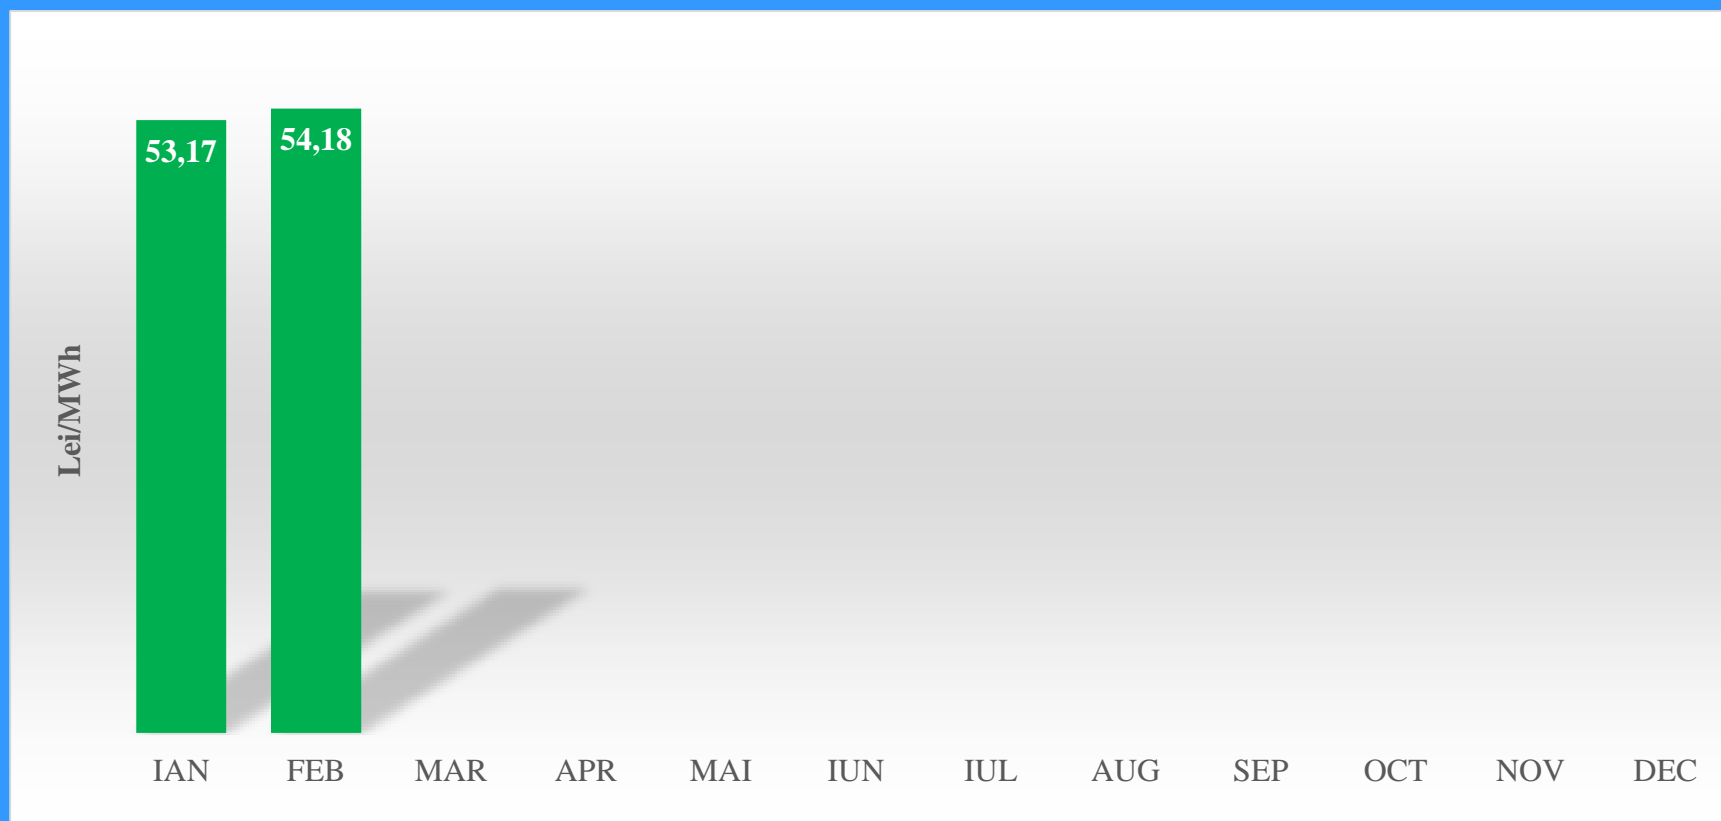 53,17
54,18
Lei/MWh
IAN FEB MAR APR MAI IUN IUL AUG SEP OCT NOV DEC